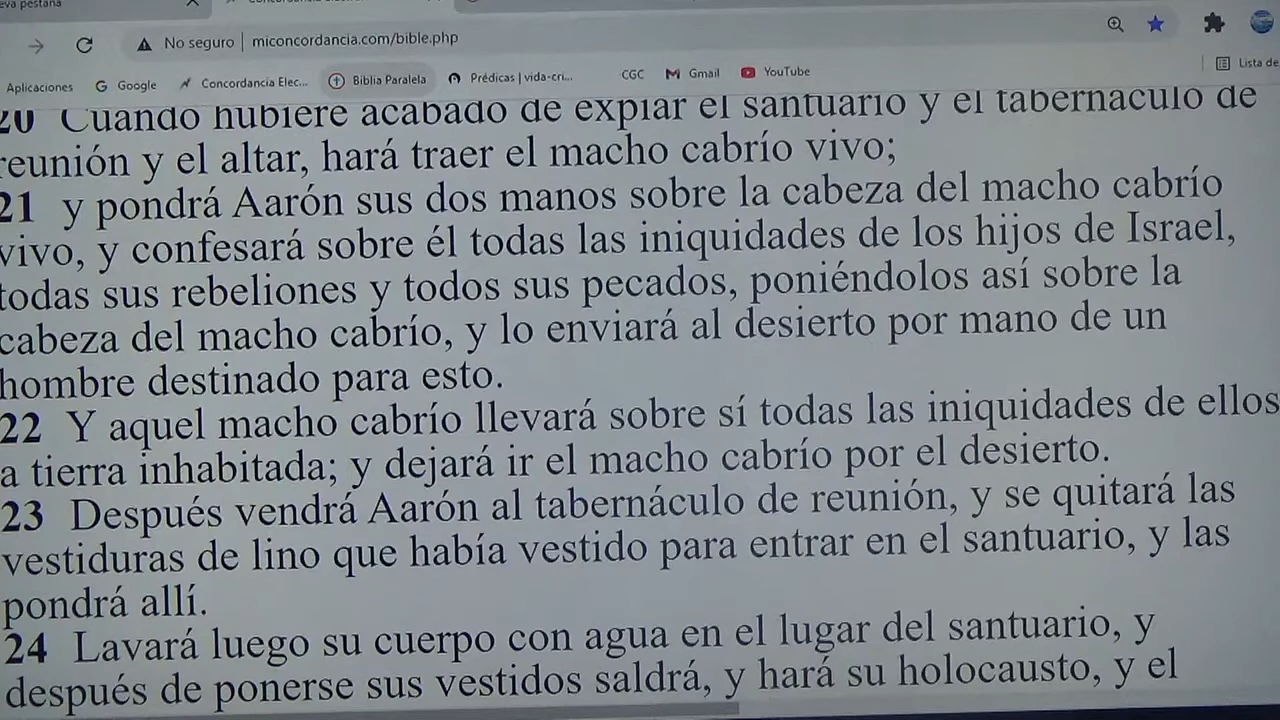 eva pestaña
No seguro | miconcordancia.com/bible.php
Aplicaciones Google Concordancia Elec... Biblia Paralela Prédicas | vida-cri... CGC Gmail YouTube Lista de
20 Cuando hubiere acabado de expiar el santuario y el tabernáculo de
reunión y el altar, hará traer el macho cabrío vivo;
21 y pondrá Aarón sus dos manos sobre la cabeza del macho cabrío
vivo, y confesará sobre él todas las iniquidades de los hijos de Israel,
todas sus rebeliones y todos sus pecados, poniéndolos así sobre la
cabeza del macho cabrío, y lo enviará al desierto por mano de un
hombre destinado para esto.
22 Y aquel macho cabrío llevará sobre sí todas las iniquidades de ellos
a tierra inhabitada; y dejará ir el macho cabrío por el desierto.
23 Después vendrá Aarón al tabernáculo de reunión, y se quitará las
vestiduras de lino que había vestido para entrar en el santuario, y las
pondrá allí.
24 Lavará luego su cuerpo con agua en el lugar del santuario, y
después de ponerse sus vestidos saldrá, y hará su holocausto, y el